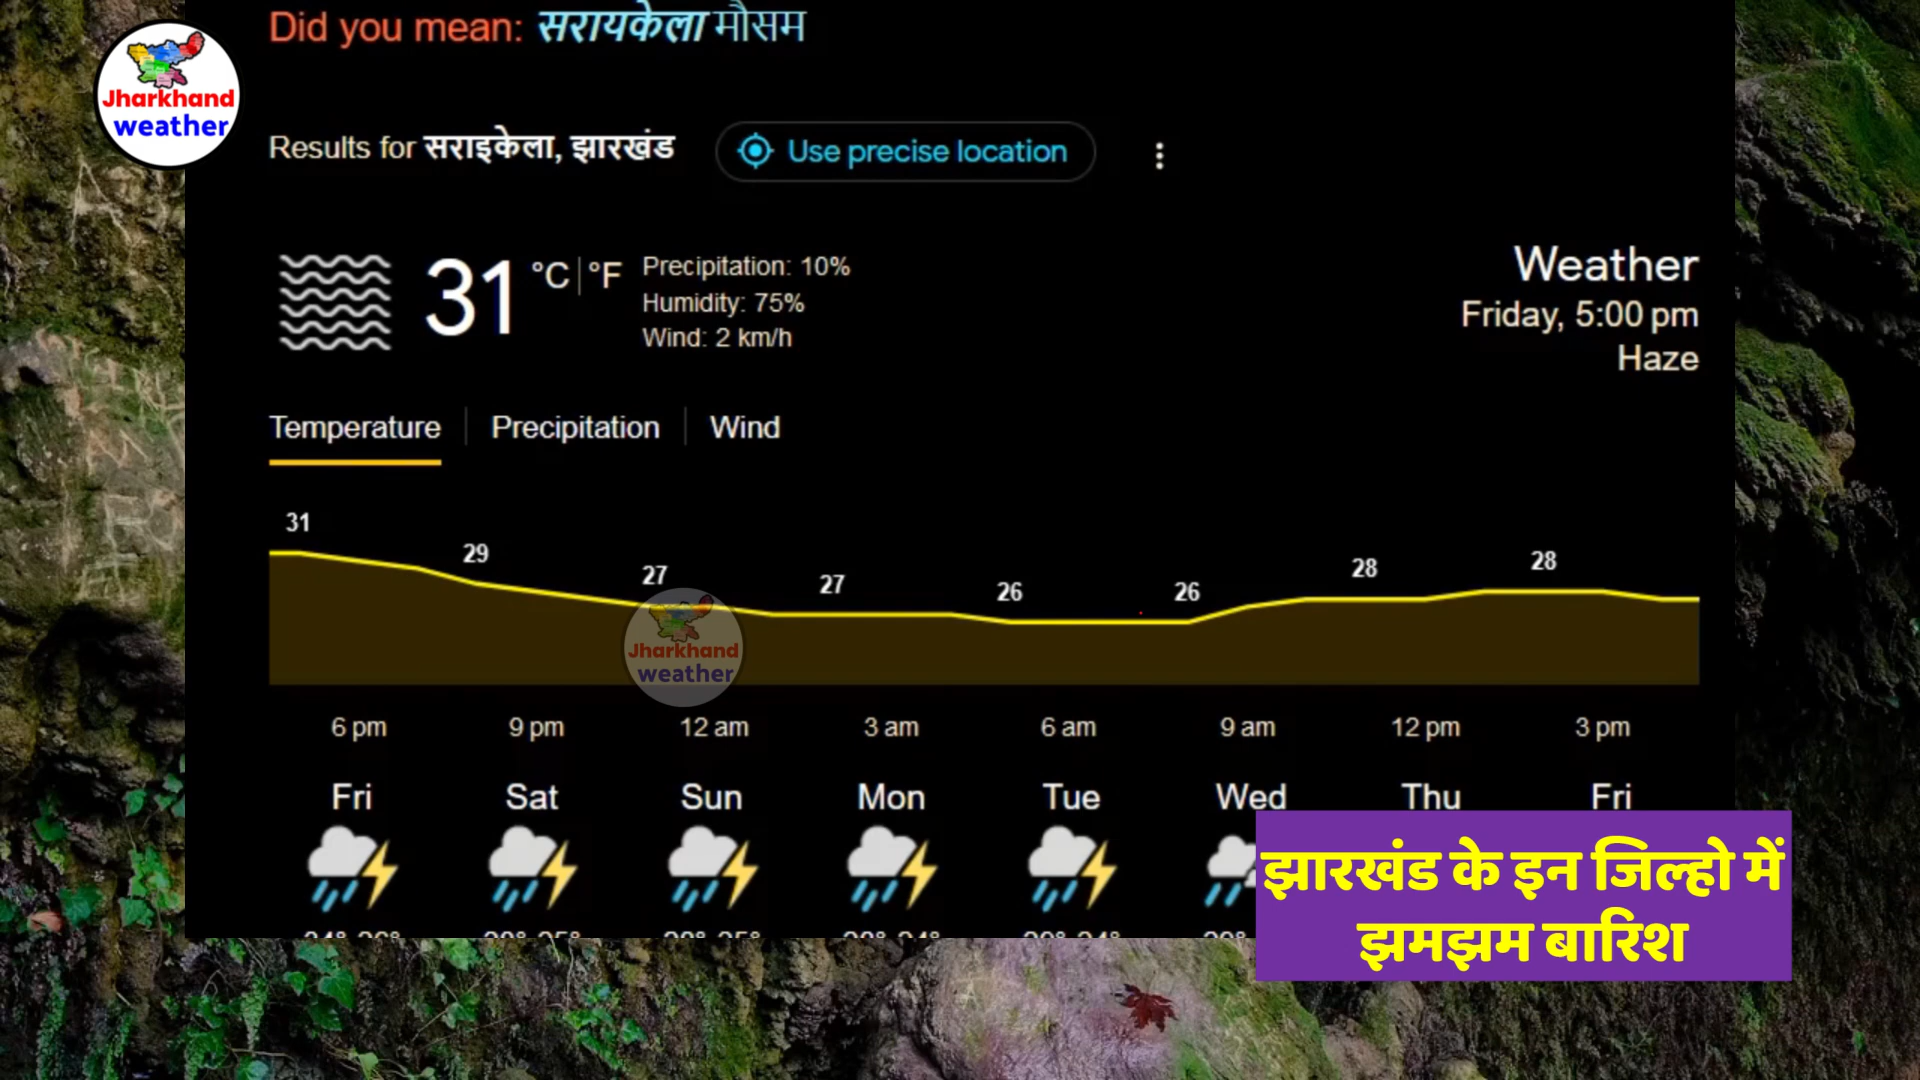 Did you mean: सरायकेला मौसम
Jharkhand
weather
Results for सराइकेला, झारखंड
Use precise location
31 °C | °F
Precipitation: 10%
Humidity: 75%
Wind: 2 km/h
Weather
Friday, 5:00 pm
Haze
Temperature | Precipitation | Wind
31 29 27 27 26 26 28 28
Jharkhand
weather
6 pm 9 pm 12 am 3 am 6 am 9 am 12 pm 3 pm
Fri Sat Sun Mon Tue Wed Thu Fri
झारखंड के इन जिल्हो में
झमझम बारिश